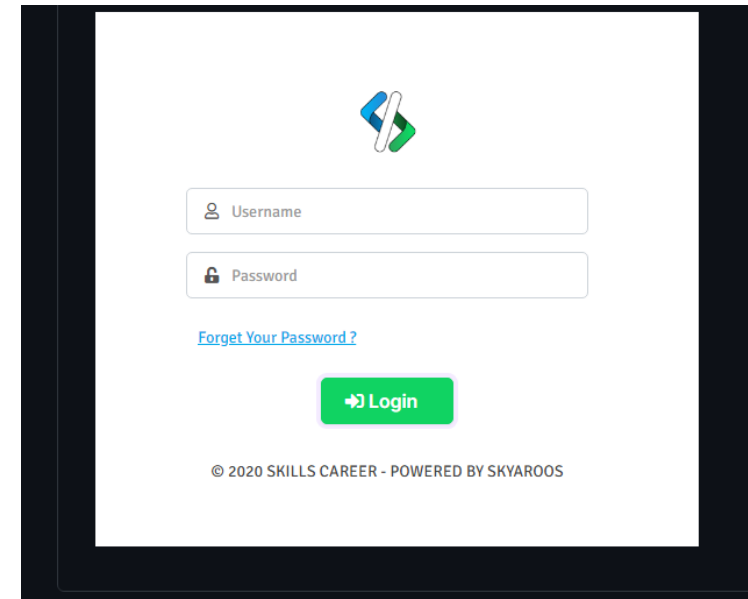 Username
Password
Forget Your Password ?
Login
© 2020 SKILLS CAREER - POWERED BY SKYAROOS